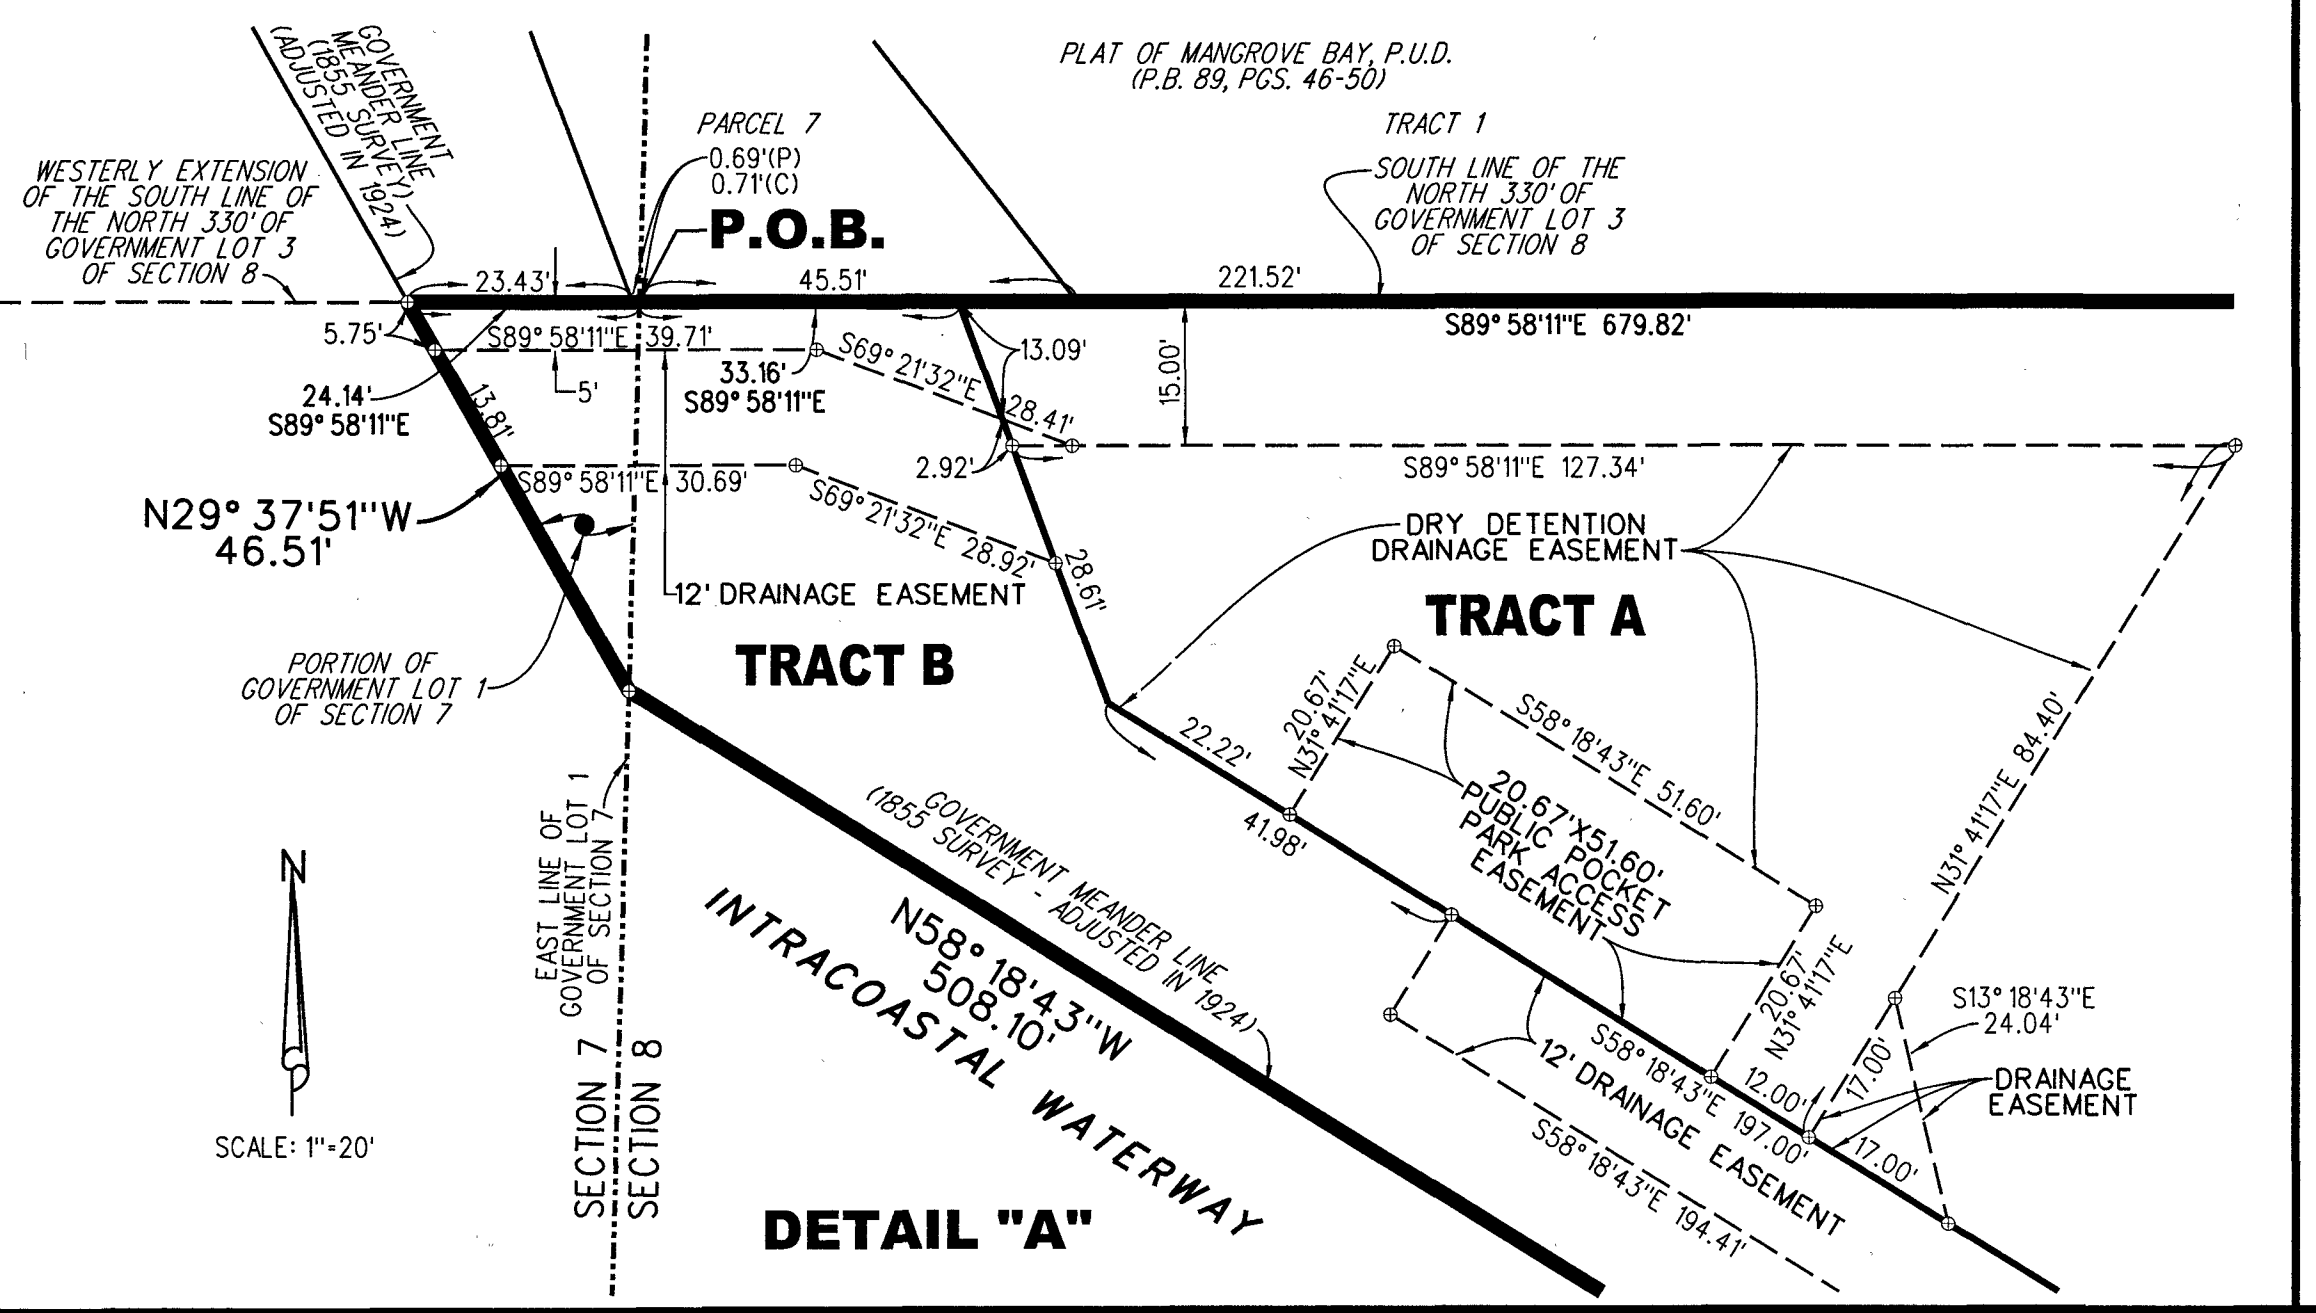 GOVERNMENT
MEANDER LINE
(1855 SURVEY)
(ADJUSTED IN 1924)
PLAT OF MANGROVE BAY, P.U.D.
(P.B. 89, PGS. 46-50)
PARCEL 7
0.69'(P)
0.71'(C)
P.O.B.
TRACT 1
SOUTH LINE OF THE
NORTH 330' OF
GOVERNMENT LOT 3
OF SECTION 8
WESTERLY EXTENSION
OF THE SOUTH LINE OF
THE NORTH 330' OF
GOVERNMENT LOT 3
OF SECTION 8
23.43'
45.51'
221.52'
S89°58'11"E 679.82'
5.75'
S89°58'11"E 39.71'
5'
24.14'
S89°58'11"E
13.81'
33.16'
S89°58'11"E
S69°21'32"E
28.41'
13.09'
15.00'
2.92'
S89°58'11"E 127.34'
S89°58'11"E 30.69'
S69°21'32"E 28.92'
28.61'
N29°37'51"W
46.51'
12' DRAINAGE EASEMENT
DRY DETENTION
DRAINAGE EASEMENT
TRACT A
TRACT B
PORTION OF
GOVERNMENT LOT 1
OF SECTION 7
20.67'
N31°41'17"E
S58°18'43"E 51.60'
22.22'
41.98'
20.67'X51.60'
PUBLIC POCKET
PARK ACCESS
EASEMENT
N31°41'17"E 84.40'
EAST LINE OF
GOVERNMENT LOT 1
OF SECTION 7
GOVERNMENT MEANDER LINE
(1855 SURVEY - ADJUSTED IN 1924)
N58°18'43"W
508.10'
INTRACOASTAL WATERWAY
20.67'
N31°41'17"E
S13°18'43"E
24.04'
S58°18'43"E 197.00'
12.00'
17.00'
17.00'
DRAINAGE
EASEMENT
12' DRAINAGE EASEMENT
S58°18'43"E 194.41'
N
SCALE: 1"=20'
SECTION 7
SECTION 8
DETAIL "A"